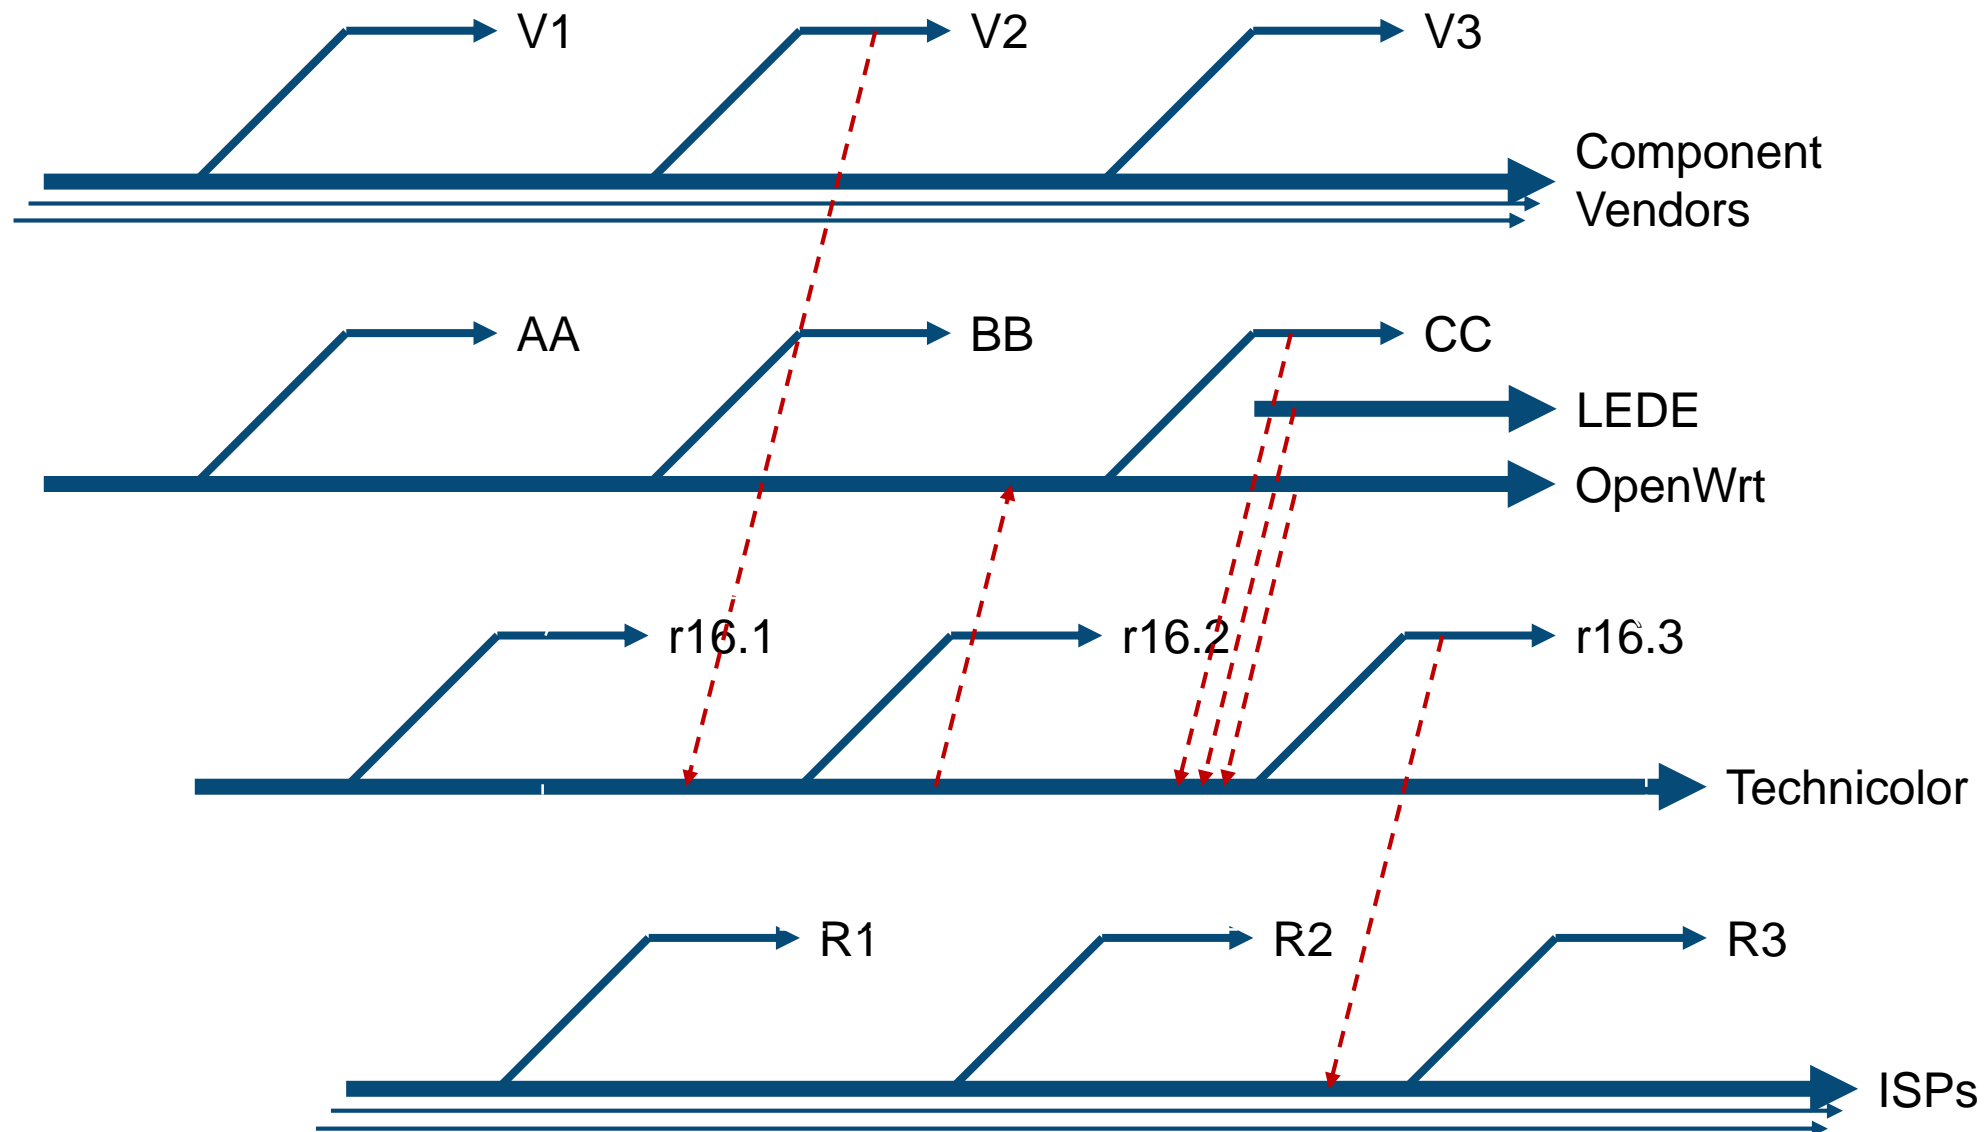 V1
V2
V3
Component
Vendors
AA
BB
CC
LEDE
OpenWrt
r16.1
r16.2
r16.3
Technicolor
R1
R2
R3
ISPs